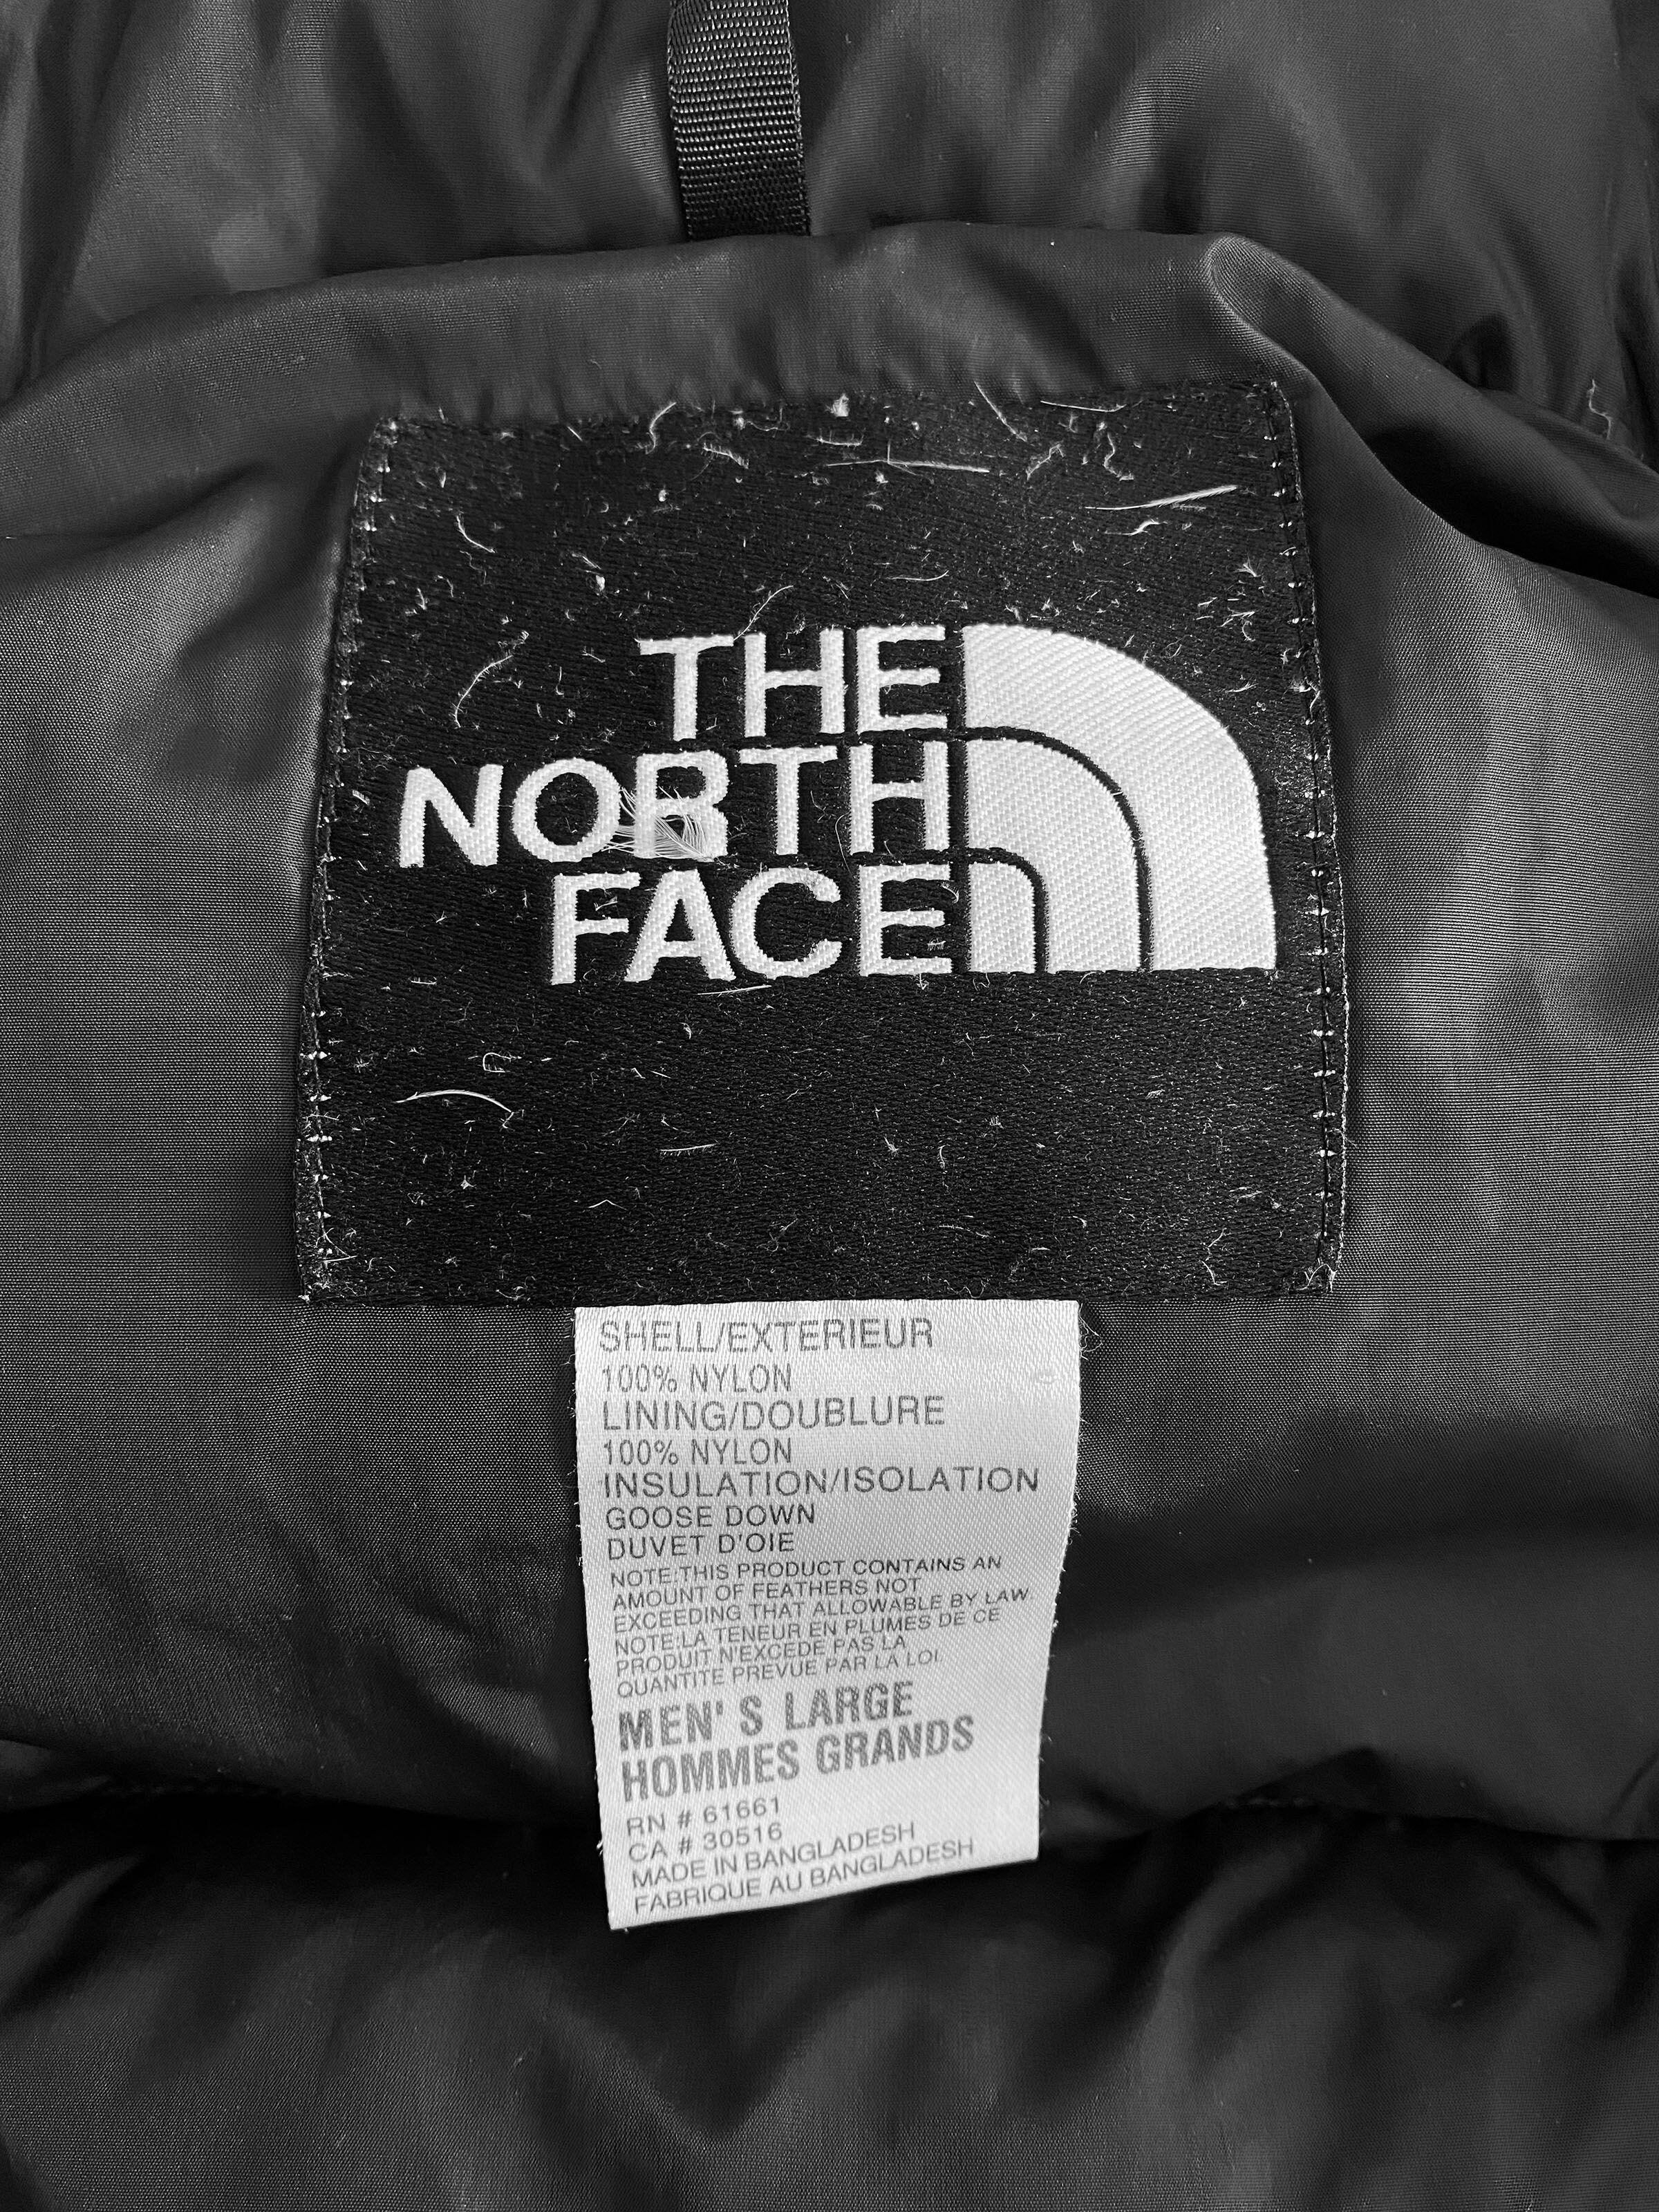 THE
NORTH
FACE
SHELL/EXTERIEUR
100% NYLON
LINING/DOUBLURE
100% NYLON
INSULATION/ISOLATION
GOOSE DOWN
DUVET D'OIE
NOTE:THIS PRODUCT CONTAINS AN
AMOUNT OF FEATHERS NOT
EXCEEDING THAT ALLOWABLE BY LAW
NOTE:LA TENEUR EN PLUMES DE CE
PRODUIT N'EXCEDE PAS LA
QUANTITE PREVUE PAR LA LOI.
MEN' S LARGE
HOMMES GRANDS
RN # 61661
CA # 30516
MADE IN BANGLADESH
FABRIQUE AU BANGLADESH